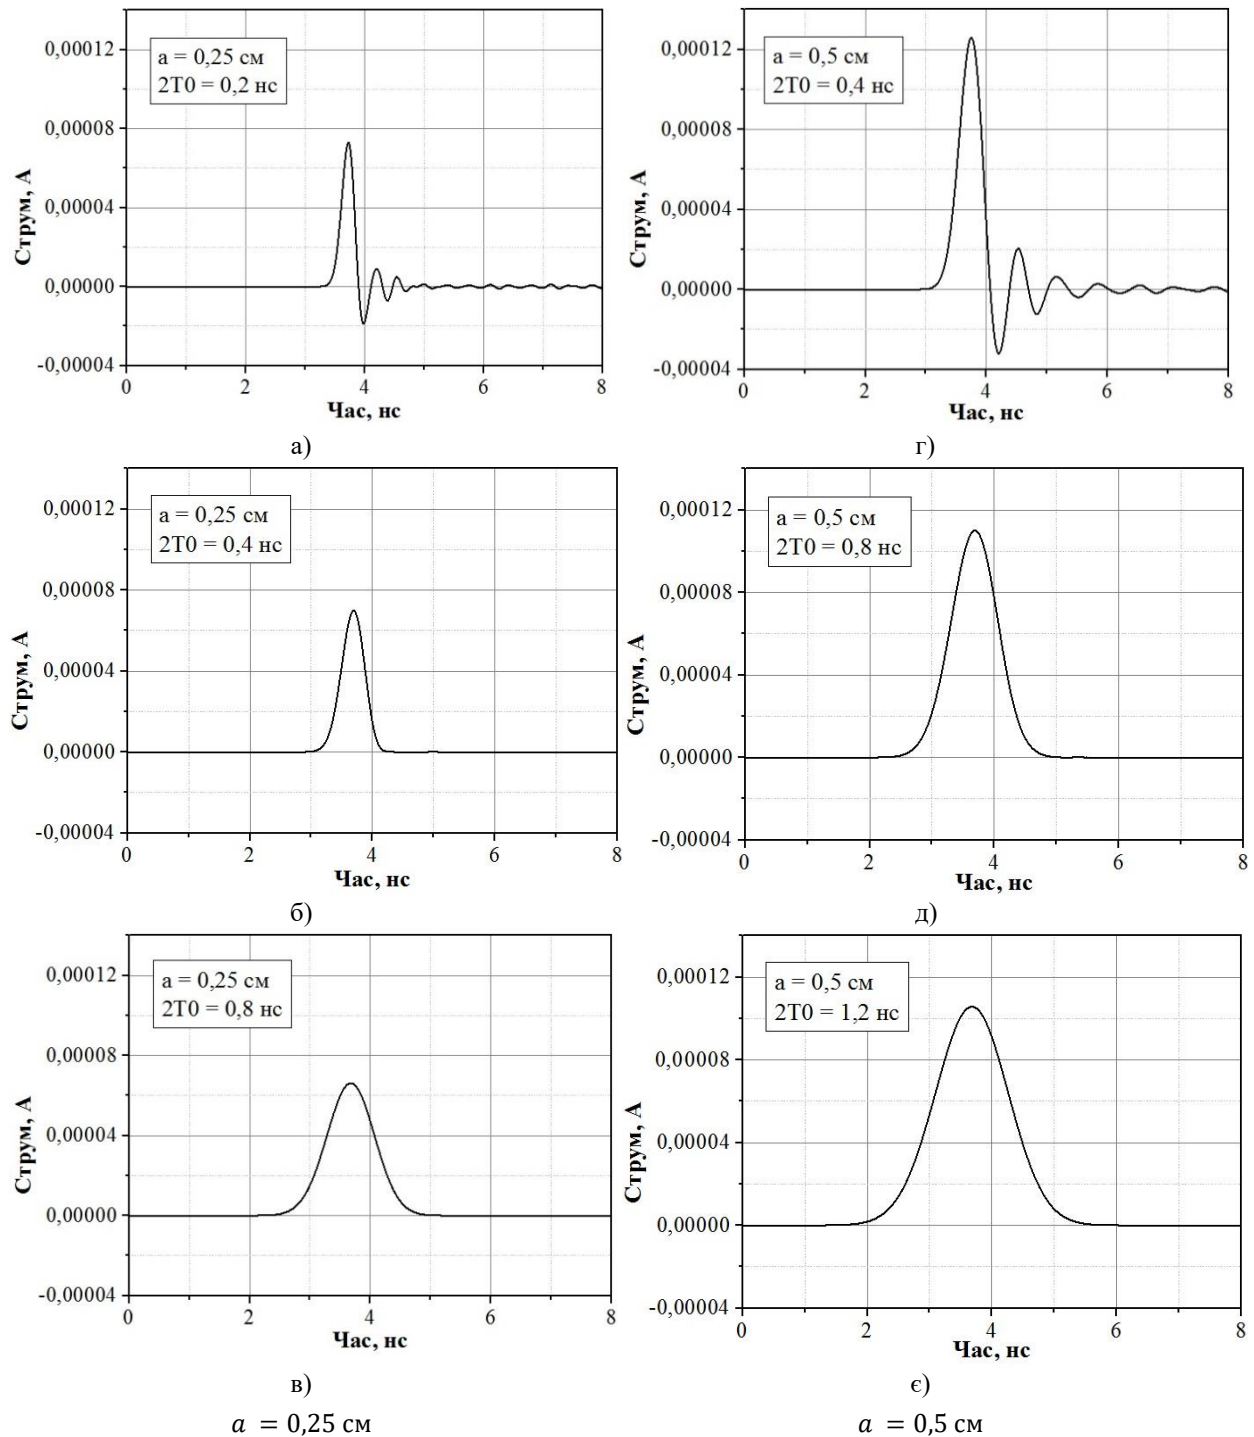 0,00012
0,00008
0,00004
0,00000
-0,00004
Струм, А
a = 0,25 см
2T0 = 0,2 нс
0 2 4 6 8
Час, нс
а)
0,00012
0,00008
0,00004
0,00000
-0,00004
Струм, А
a = 0,5 см
2T0 = 0,4 нс
0 2 4 6 8
Час, нс
г)
0,00012
0,00008
0,00004
0,00000
-0,00004
Струм, А
a = 0,25 см
2T0 = 0,4 нс
0 2 4 6 8
Час, нс
б)
0,00012
0,00008
0,00004
0,00000
-0,00004
Струм, А
a = 0,5 см
2T0 = 0,8 нс
0 2 4 6 8
Час, нс
д)
0,00012
0,00008
0,00004
0,00000
-0,00004
Струм, А
a = 0,25 см
2T0 = 0,8 нс
0 2 4 6 8
Час, нс
в)
0,00012
0,00008
0,00004
0,00000
-0,00004
Струм, А
a = 0,5 см
2T0 = 1,2 нс
0 2 4 6 8
Час, нс
є)
a = 0,25 см
a = 0,5 см